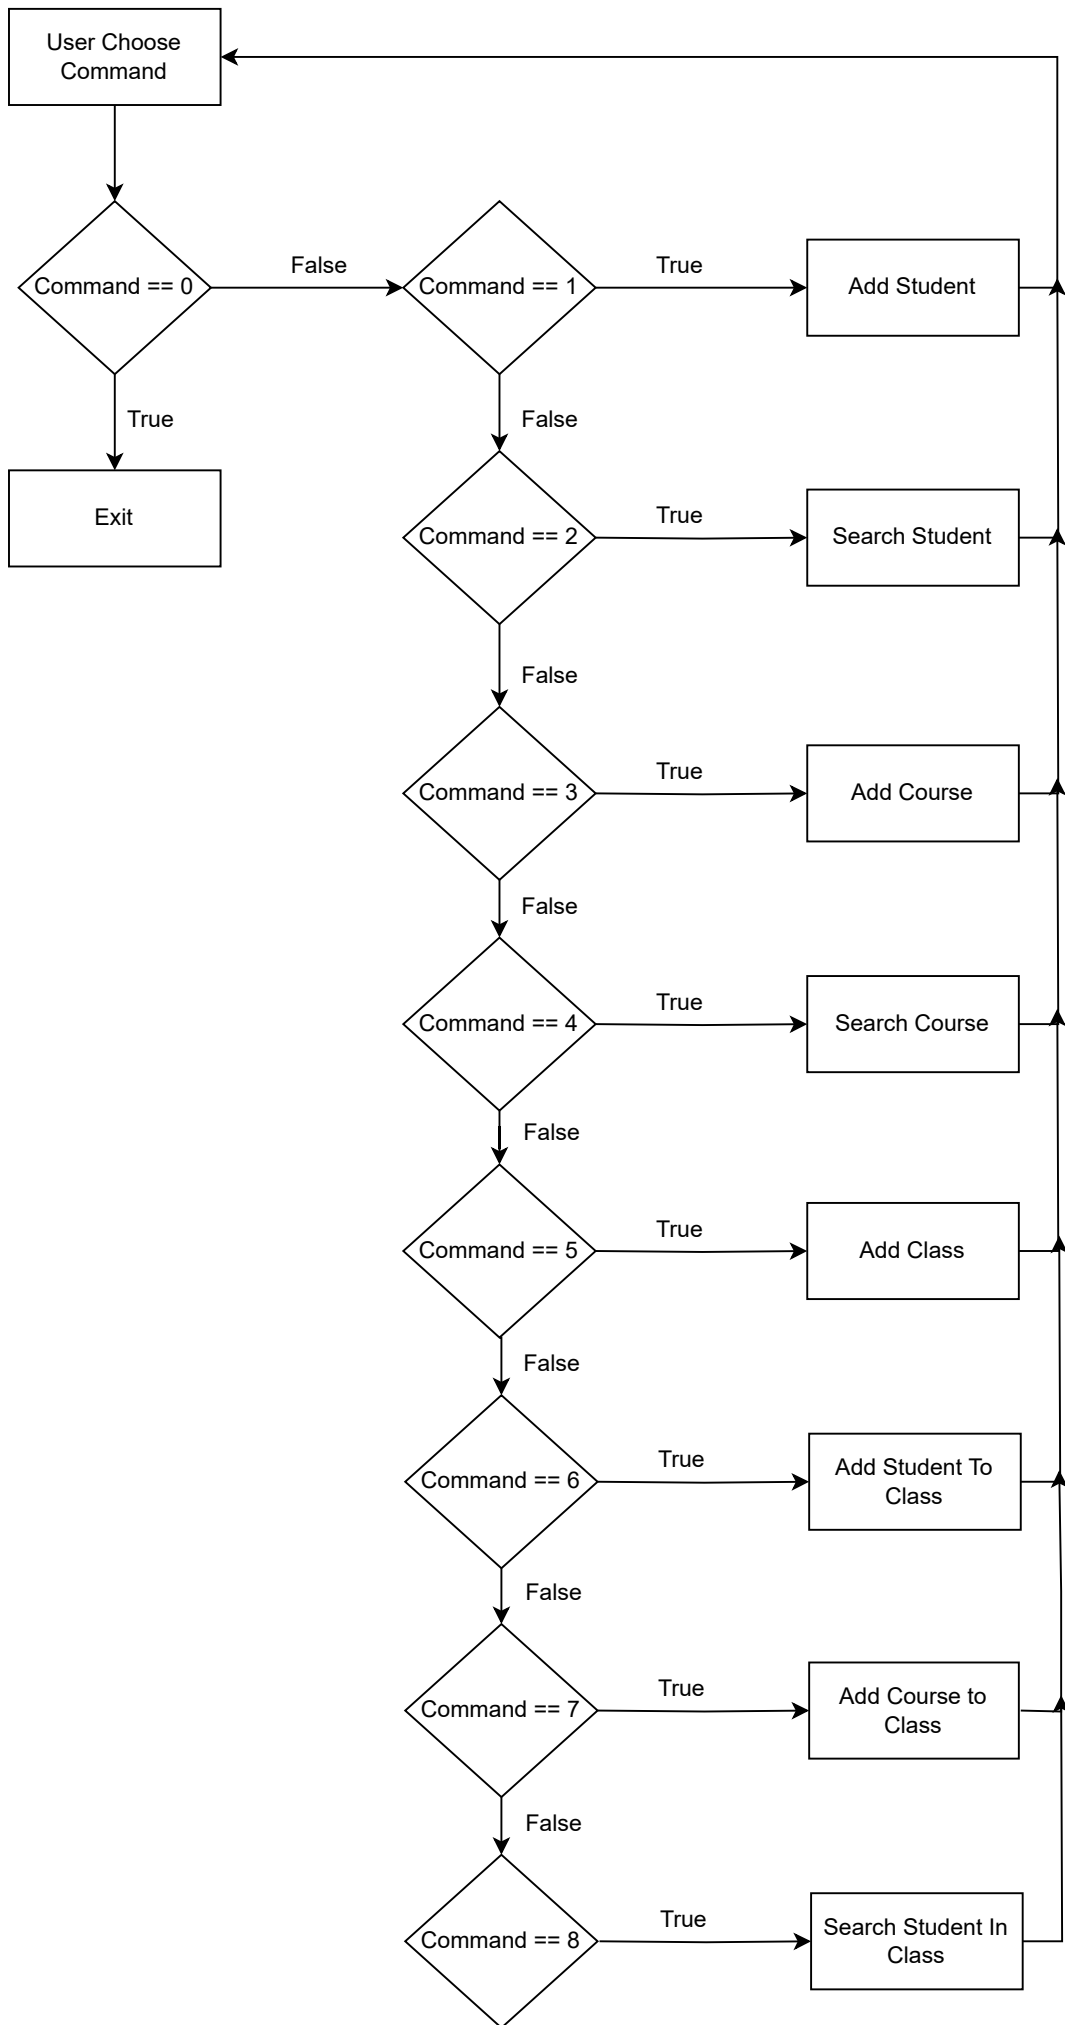 User Choose
Command
Command == 0
False
Command == 1
True
Add Student
True
False
Exit
Command == 2
True
Search Student
False
Command == 3
True
Add Course
False
Command == 4
True
Search Course
False
Command == 5
True
Add Class
False
Command == 6
True
Add Student To
Class
False
Command == 7
True
Add Course to
Class
False
Command == 8
True
Search Student In
Class